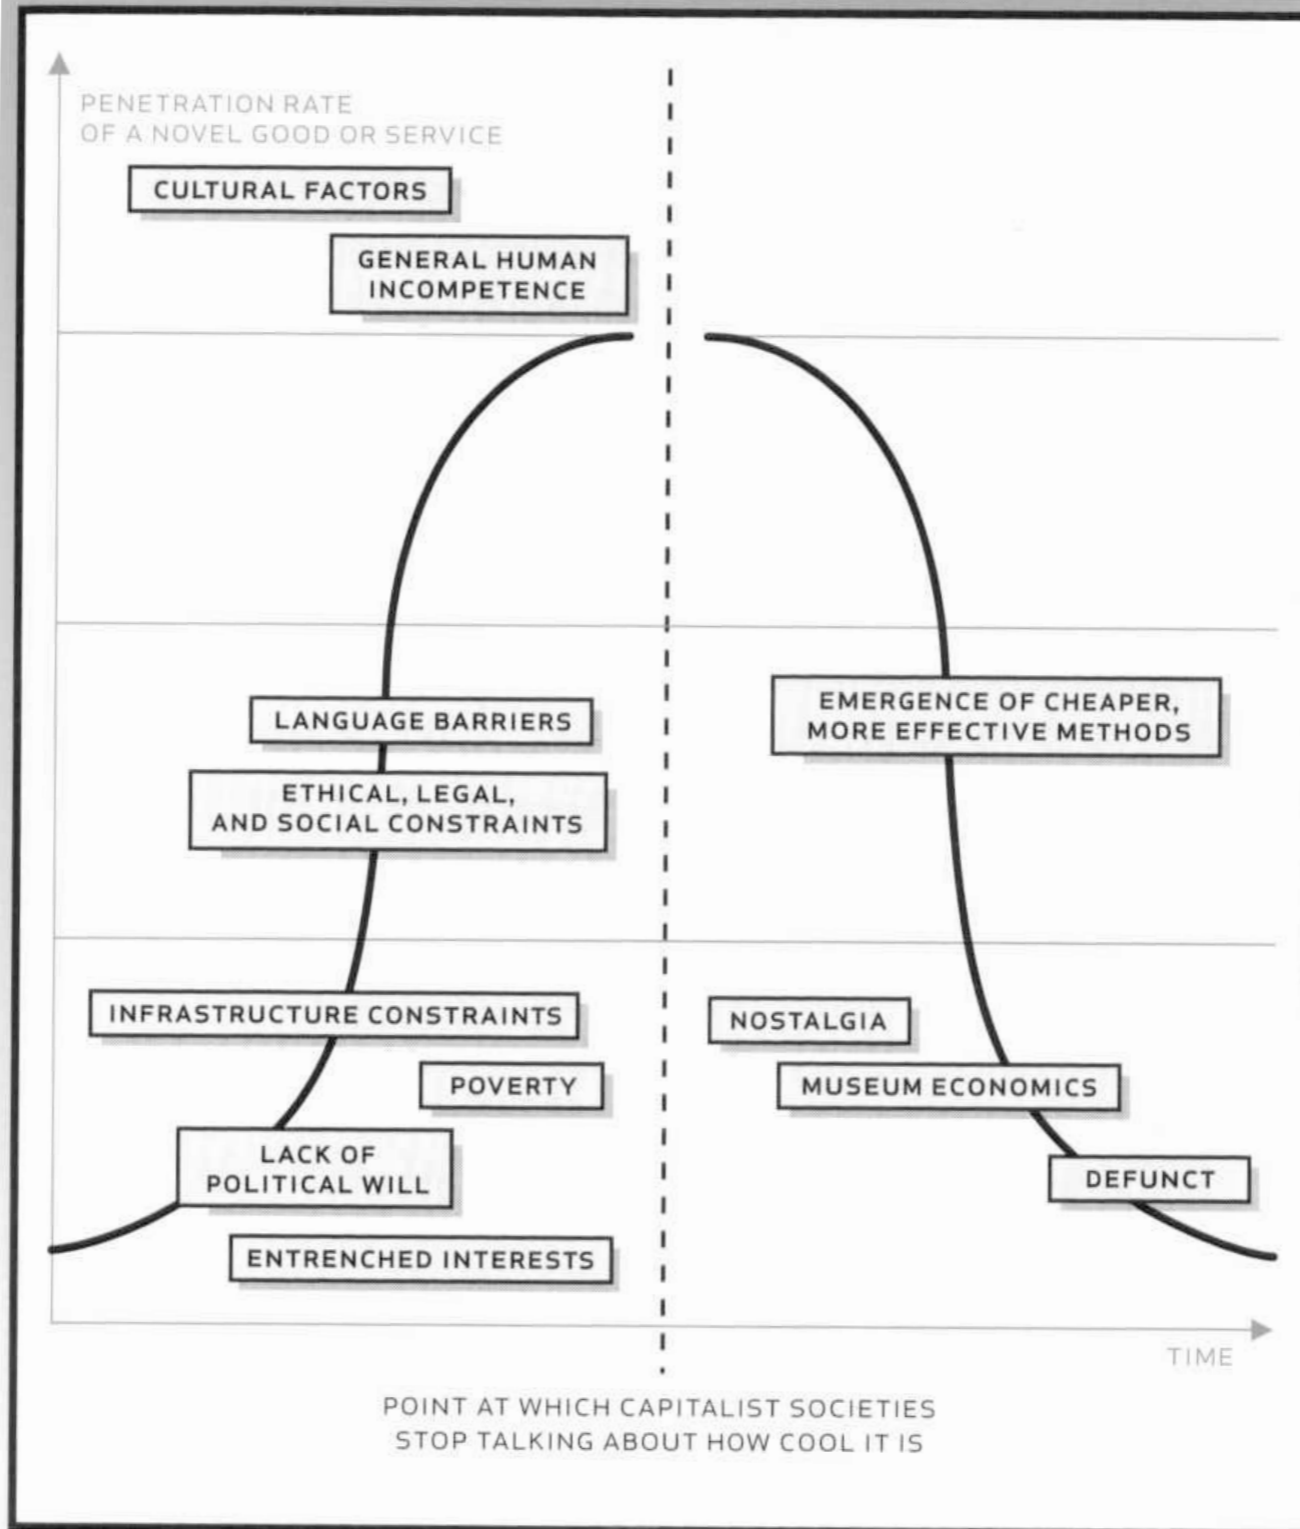 PENETRATION RATE
OF A NOVEL GOOD OR SERVICE
CULTURAL FACTORS
GENERAL HUMAN
INCOMPETENCE
LANGUAGE BARRIERS
ETHICAL, LEGAL,
AND SOCIAL CONSTRAINTS
EMERGENCE OF CHEAPER,
MORE EFFECTIVE METHODS
INFRASTRUCTURE CONSTRAINTS
POVERTY
LACK OF
POLITICAL WILL
ENTRENCHED INTERESTS
NOSTALGIA
MUSEUM ECONOMICS
DEFUNCT
TIME
POINT AT WHICH CAPITALIST SOCIETIES
STOP TALKING ABOUT HOW COOL IT IS